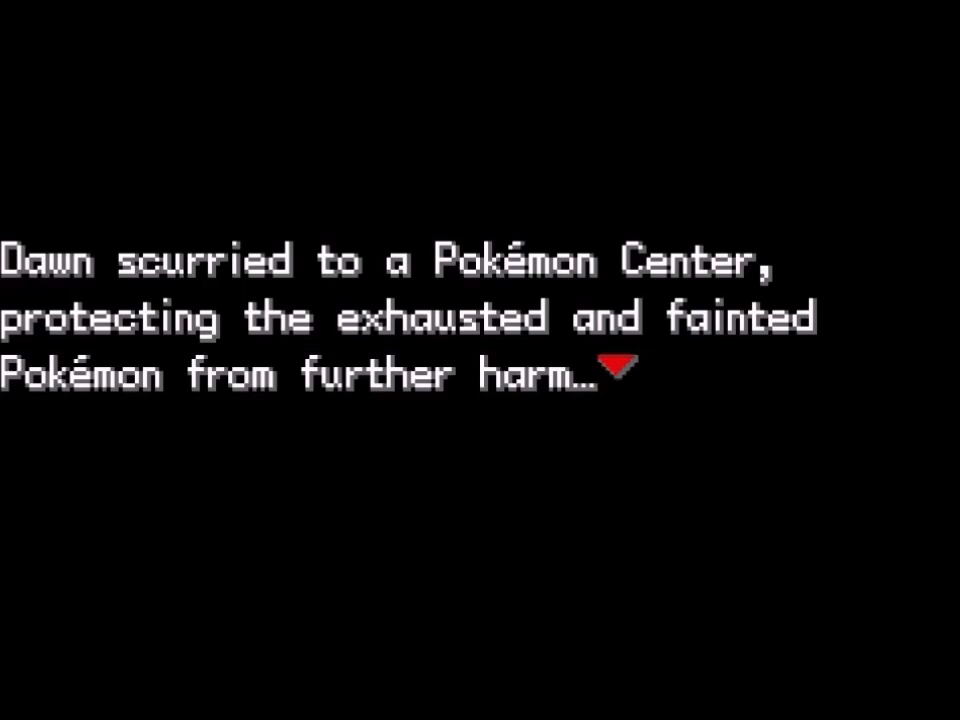 Dawn scurried to a Pokémon Center,
protecting the exhausted and fainted
Pokémon from further harm…